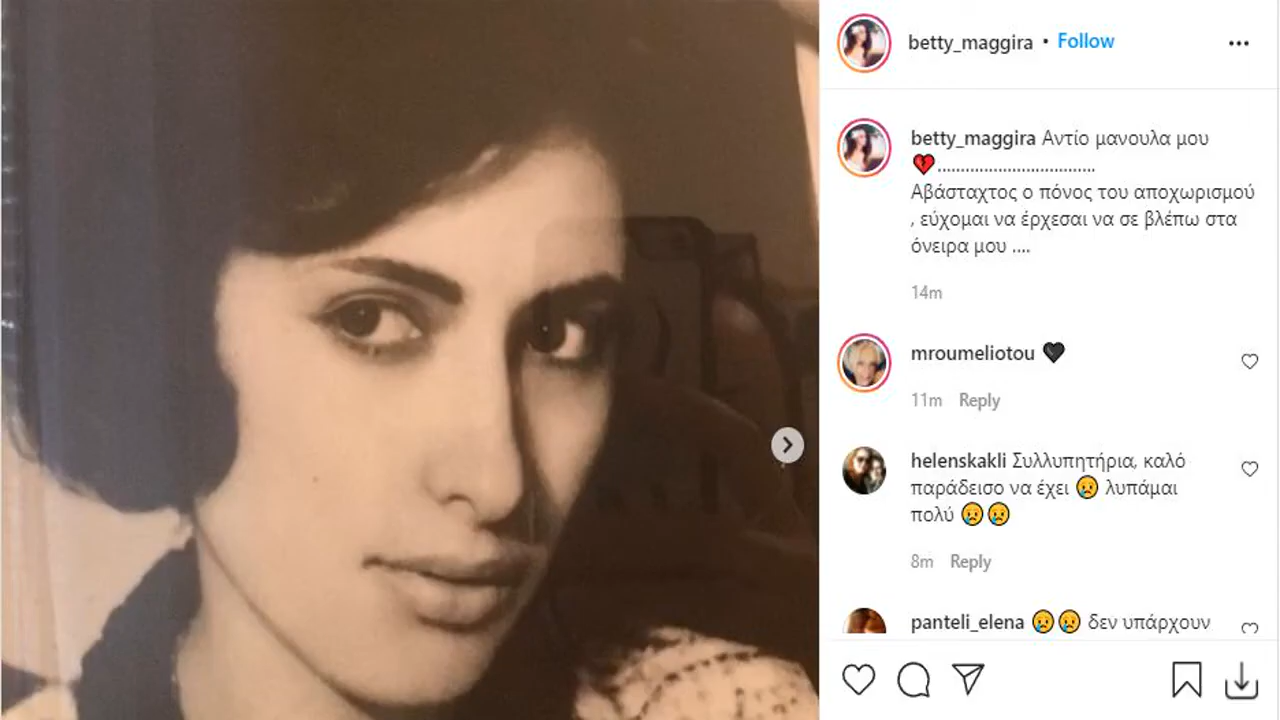 betty_maggira • Follow
betty_maggira Αντίο μανουλα μου
💔..................................
Αβάσταχτος ο πόνος του αποχωρισμού
, εύχομαι να έρχεσαι να σε βλέπω στα
όνειρα μου ....
14m
mroumeliotou 🖤
11m Reply
helenskakli Συλλυπητήρια, καλό
παράδεισο να έχει 😢 λυπάμαι
πολύ 😢😢
8m Reply
panteli_elena 😢😢 δεν υπάρχουν